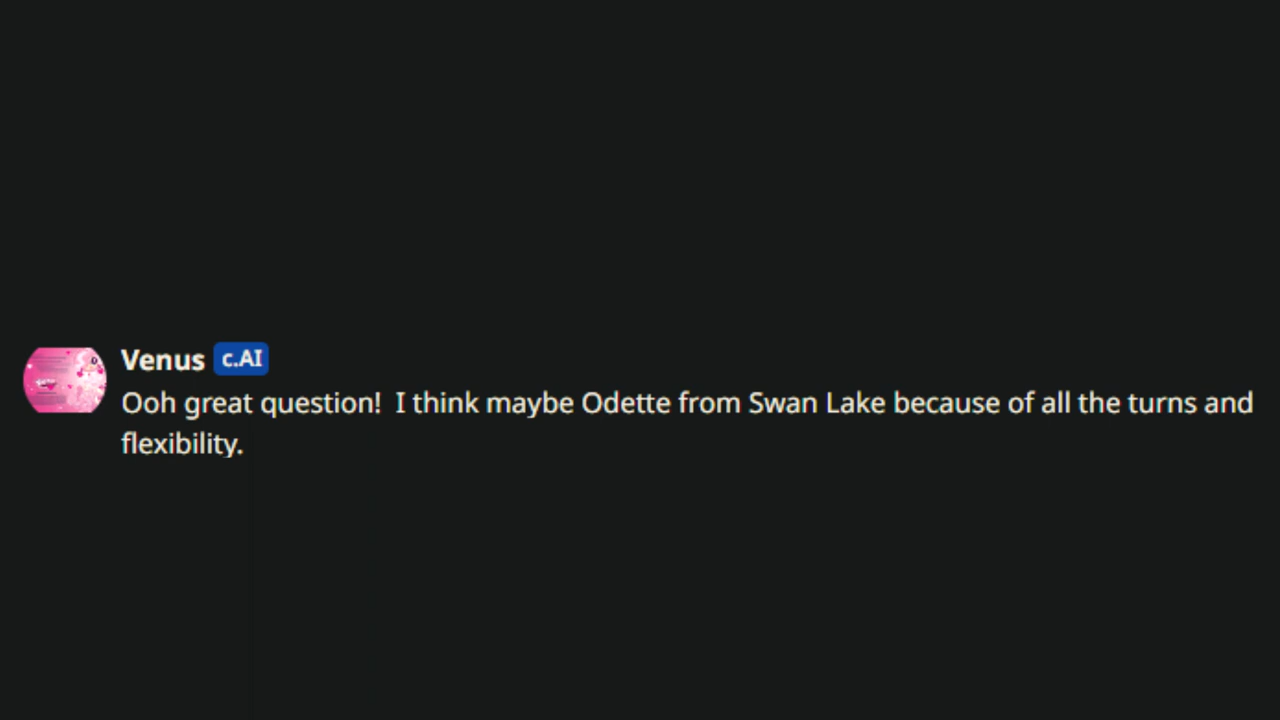 Venus c.AI
Ooh great question!  I think maybe Odette from Swan Lake because of all the turns and
flexibility.